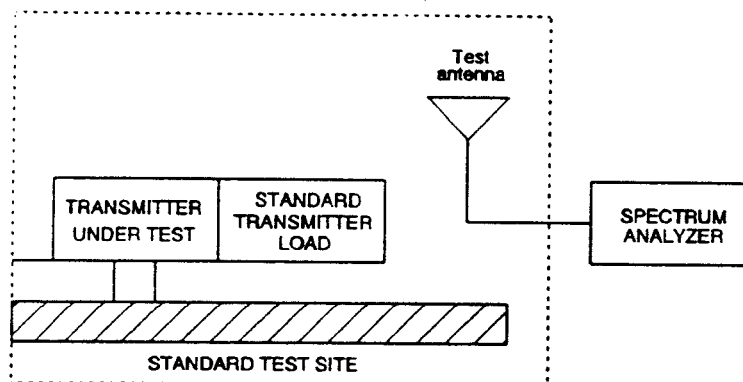 Test
antenna
TRANSMITTER
UNDER TEST
STANDARD
TRANSMITTER
LOAD
SPECTRUM
ANALYZER
STANDARD TEST SITE